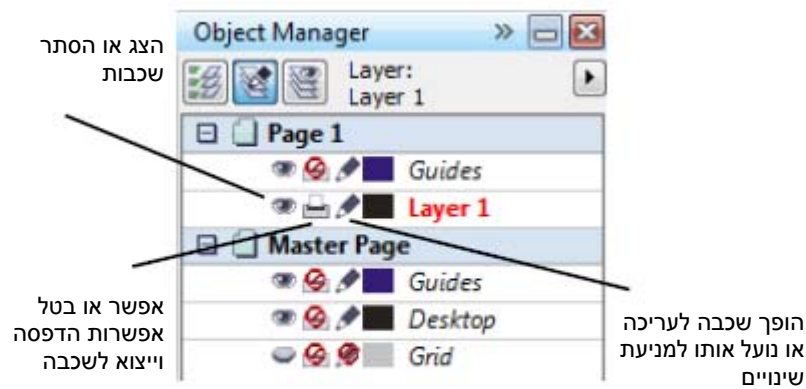 הצג או הסתר
שכבות
Object Manager
Layer:
Layer 1
Page 1
Guides
Layer 1
Master Page
Guides
Desktop
Grid
אפשר או בטל
אפשרות הדפסה
וייצוא לשכבה
הופך שכבה לעריכה
או נועל אותו למניעת
שינויים